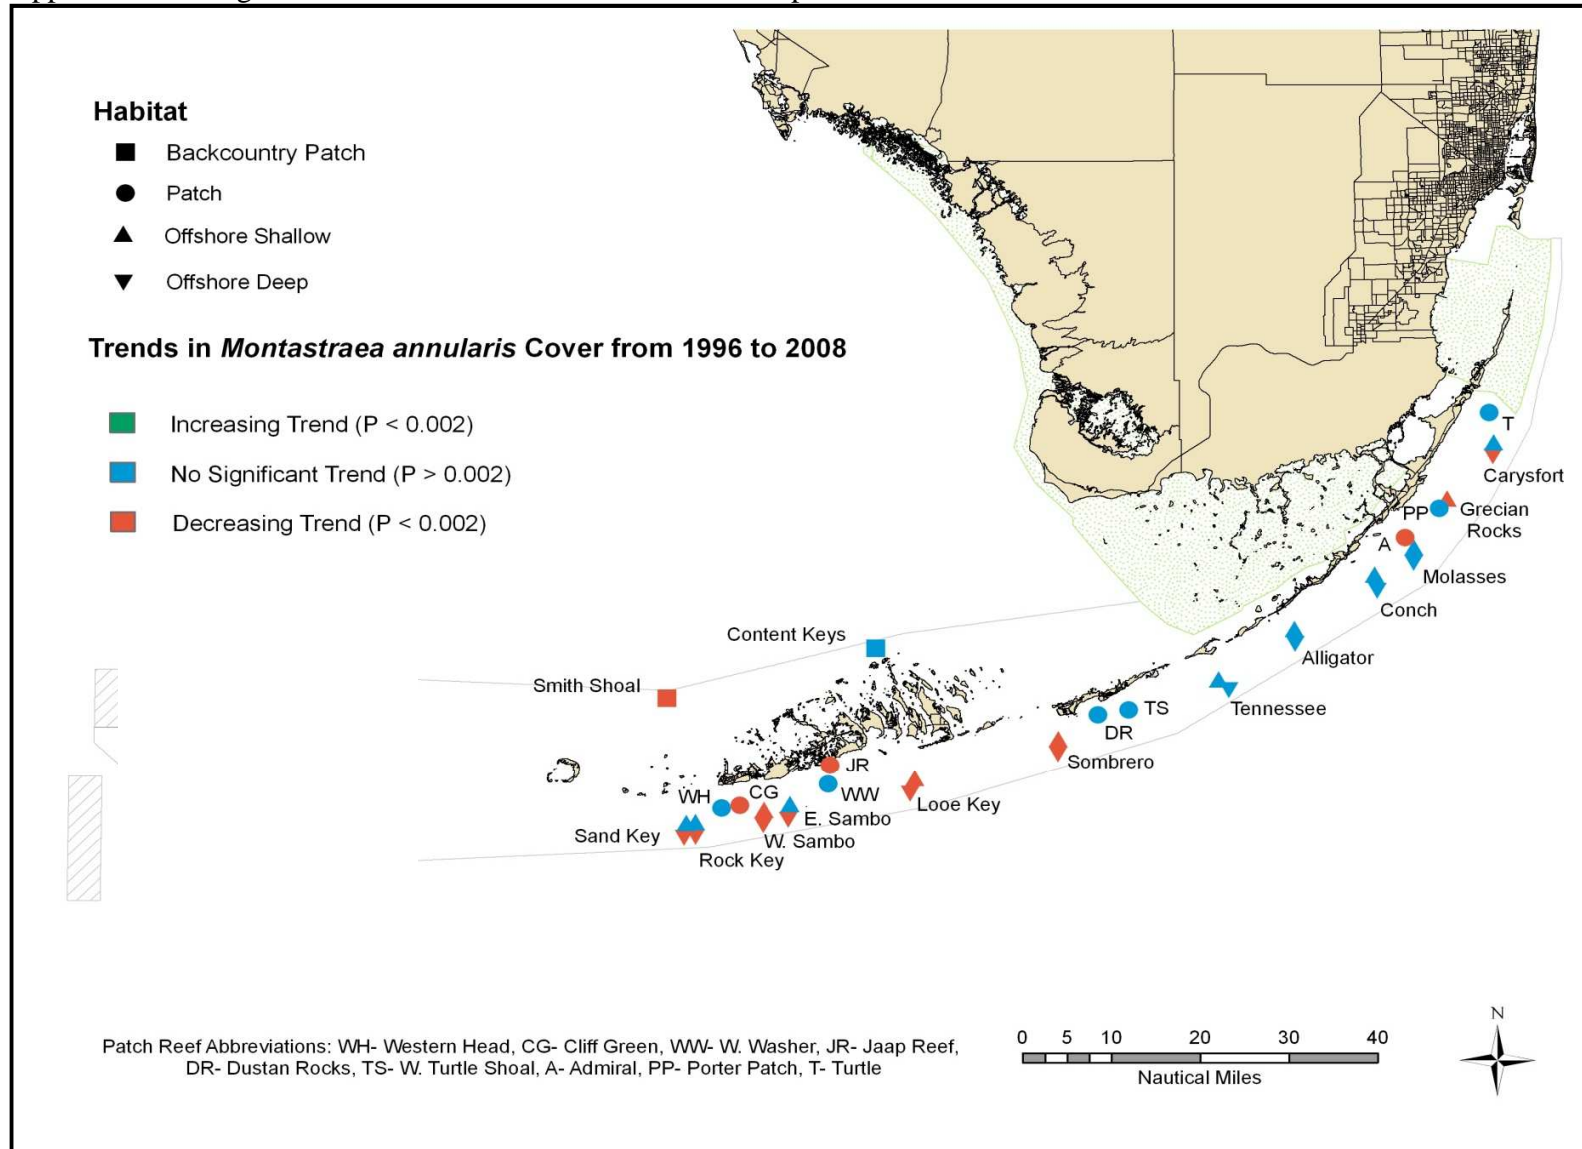 Habitat
Backcountry Patch
Patch
Offshore Shallow
Offshore Deep
Trends in Montastraea annularis Cover from 1996 to 2008
Increasing Trend (P < 0.002)
No Significant Trend (P > 0.002)
Decreasing Trend (P < 0.002)
T
Carysfort
PP
Grecian
Rocks
A
Molasses
Conch
Content Keys
Alligator
Smith Shoal
Tennessee
TS
DR
Sombrero
JR
WW
Looe Key
WH
CG
E. Sambo
Sand Key
W. Sambo
Rock Key
N
0 5 10 20 30 40
Nautical Miles
Patch Reef Abbreviations: WH- Western Head, CG- Cliff Green, WW- W. Washer, JR- Jaap Reef,
DR- Dustan Rocks, TS- W. Turtle Shoal, A- Admiral, PP- Porter Patch, T- Turtle